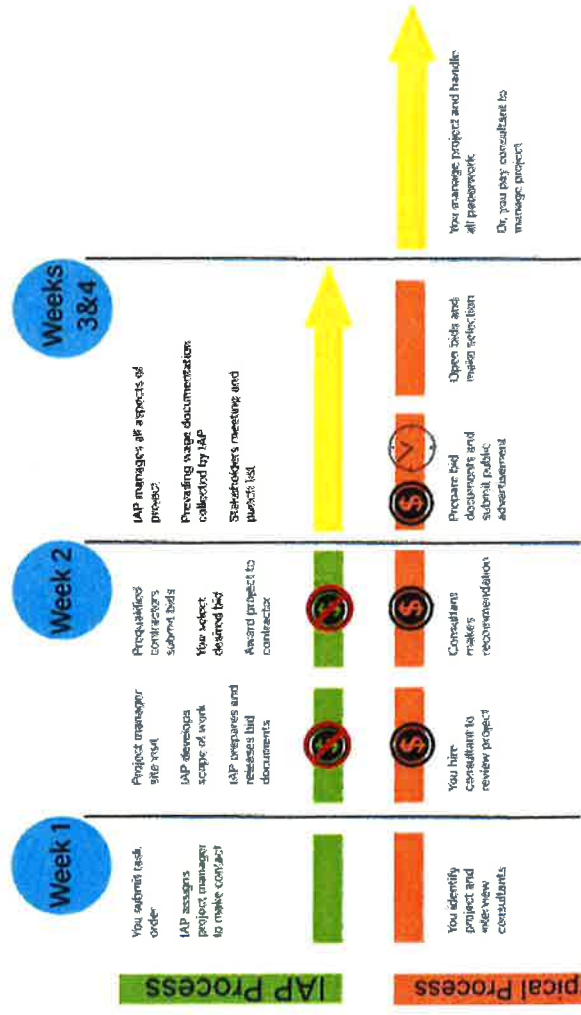 Week 1
Week 2
Weeks
3&4
IAP Process
You submit task
order
IAP assigns
project manager
to make contact
Project manager
site visit
IAP develops
scope of work
IAP prepares and
releases bid
documents
Prequalified
contractors
submit bids
You select
desired bid
Award project to
contractor
IAP manages all aspects of
project
Prevailing wage documentation
collected by IAP
Stakeholders meeting and
punch list
pical Process
You identify
project and
interview
consultants
You hire
consultant to
review project
Consultant
makes
recommendation
Prepare bid
documents and
submit public
advertisement
Open bids and
make selection
You manage project and handle
all paperwork
Or, you pay consultant to
manage project
$
$
$